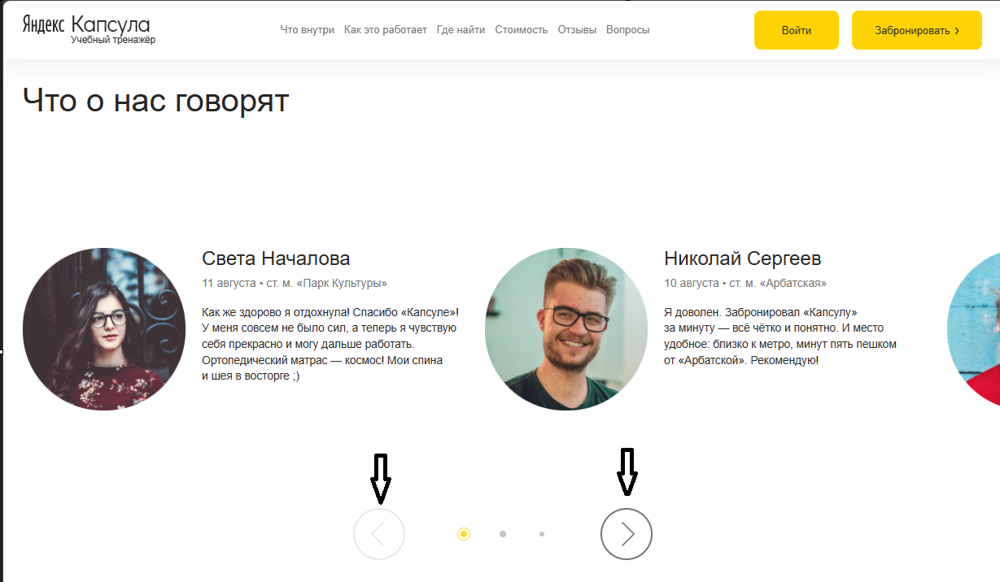 Яндекс Капсула
Учебный тренажёр
Что внутри Как это работает Где найти Стоимость Отзывы Вопросы
Войти
Забронировать
Что о нас говорят
Света Началова
11 августа • ст. м. «Парк Культуры»
Как же здорово я отдохнула! Спасибо «Капсуле»!
У меня совсем не было сил, а теперь я чувствую
себя прекрасно и могу дальше работать.
Ортопедический матрас — космос! Мои спина
и шея в восторге ;)
Николай Сергеев
10 августа • ст. м. «Арбатская»
Я доволен. Забронировал «Капсулу»
за минуту — всё чётко и понятно. И место
удобное: близко к метро, минут пять пешком
от «Арбатской». Рекомендую!